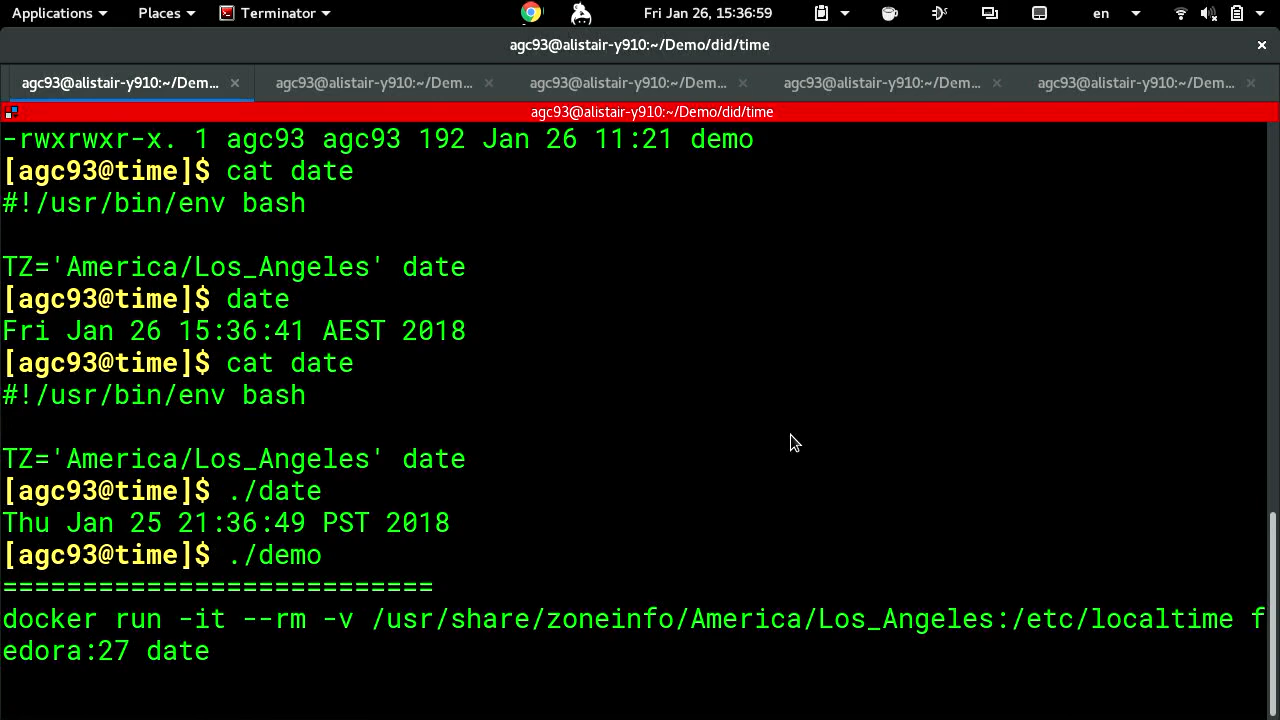 Applications Places Terminator Fri Jan 26, 15:36:59 en
agc93@alistair-y910:~/Demo/did/time
agc93@alistair-y910:~/Dem... agc93@alistair-y910:~/Dem... agc93@alistair-y910:~/Dem... agc93@alistair-y910:~/Dem... agc93@alistair-y910:~/Dem...
agc93@alistair-y910:~/Demo/did/time
-rwxrwxr-x. 1 agc93 agc93 192 Jan 26 11:21 demo
[agc93@time]$ cat date
#!/usr/bin/env bash
TZ='America/Los_Angeles' date
[agc93@time]$ date
Fri Jan 26 15:36:41 AEST 2018
[agc93@time]$ cat date
#!/usr/bin/env bash
TZ='America/Los_Angeles' date
[agc93@time]$ ./date
Thu Jan 25 21:36:49 PST 2018
[agc93@time]$ ./demo
===========================
docker run -it --rm -v /usr/share/zoneinfo/America/Los_Angeles:/etc/localtime f
edora:27 date